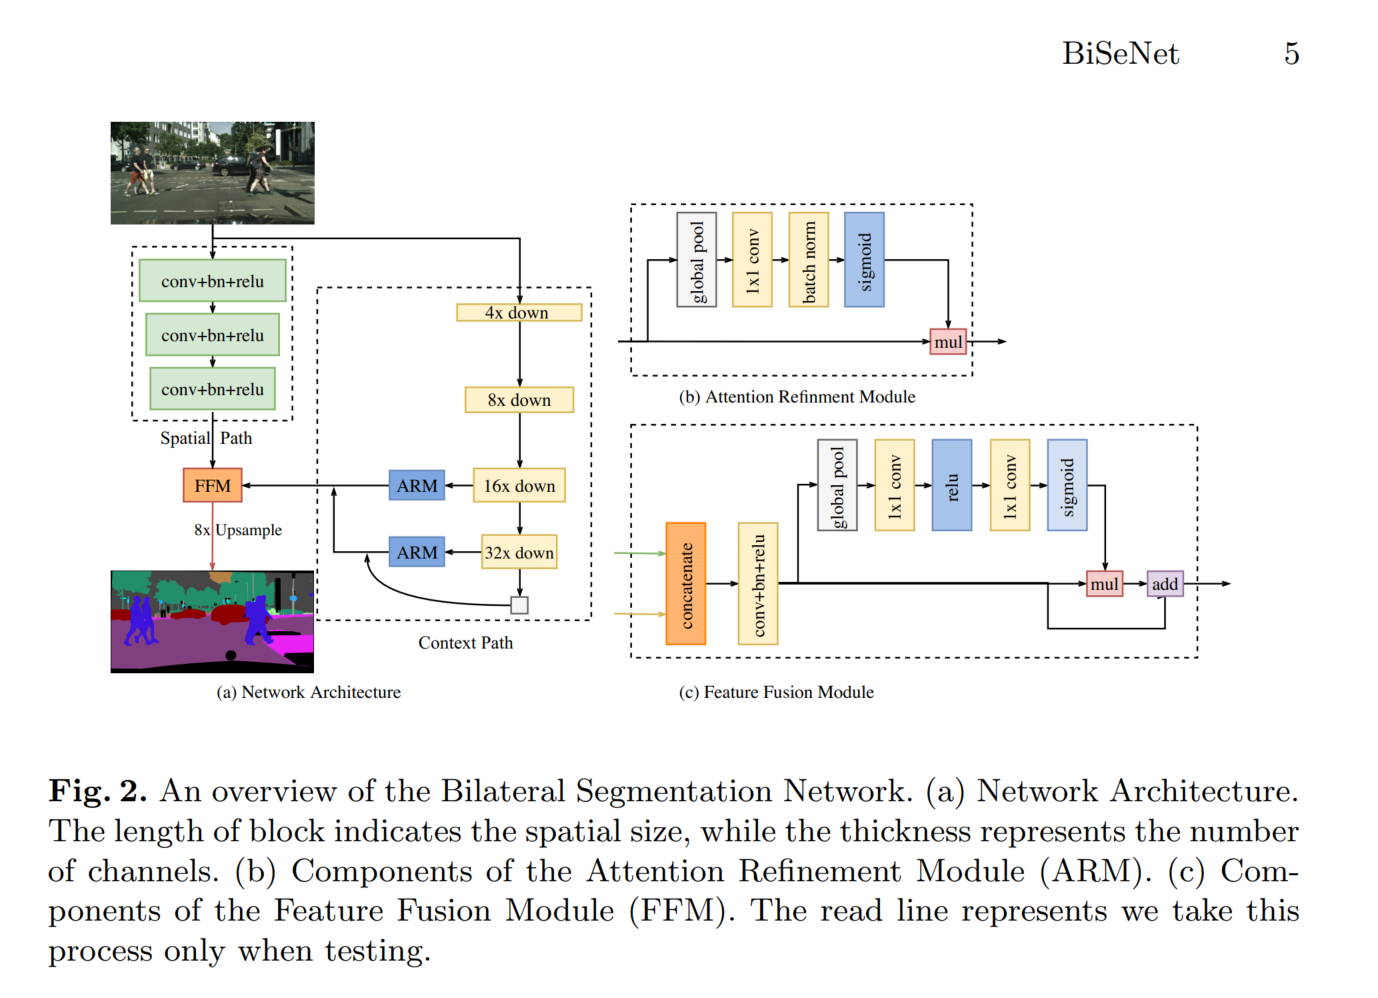 BiSeNet 5
conv+bn+relu
conv+bn+relu
conv+bn+relu
Spatial Path
FFM
8x Upsample
4x down
8x down
ARM
16x down
ARM
32x down
Context Path
(a) Network Architecture
global pool
1x1 conv
batch norm
sigmoid
mul
(b) Attention Refinment Module
concatenate
conv+bn+relu
global pool
1x1 conv
relu
1x1 conv
sigmoid
mul
add
(c) Feature Fusion Module
Fig. 2. An overview of the Bilateral Segmentation Network. (a) Network Architecture.
The length of block indicates the spatial size, while the thickness represents the number
of channels. (b) Components of the Attention Refinement Module (ARM). (c) Com-
ponents of the Feature Fusion Module (FFM). The read line represents we take this
process only when testing.